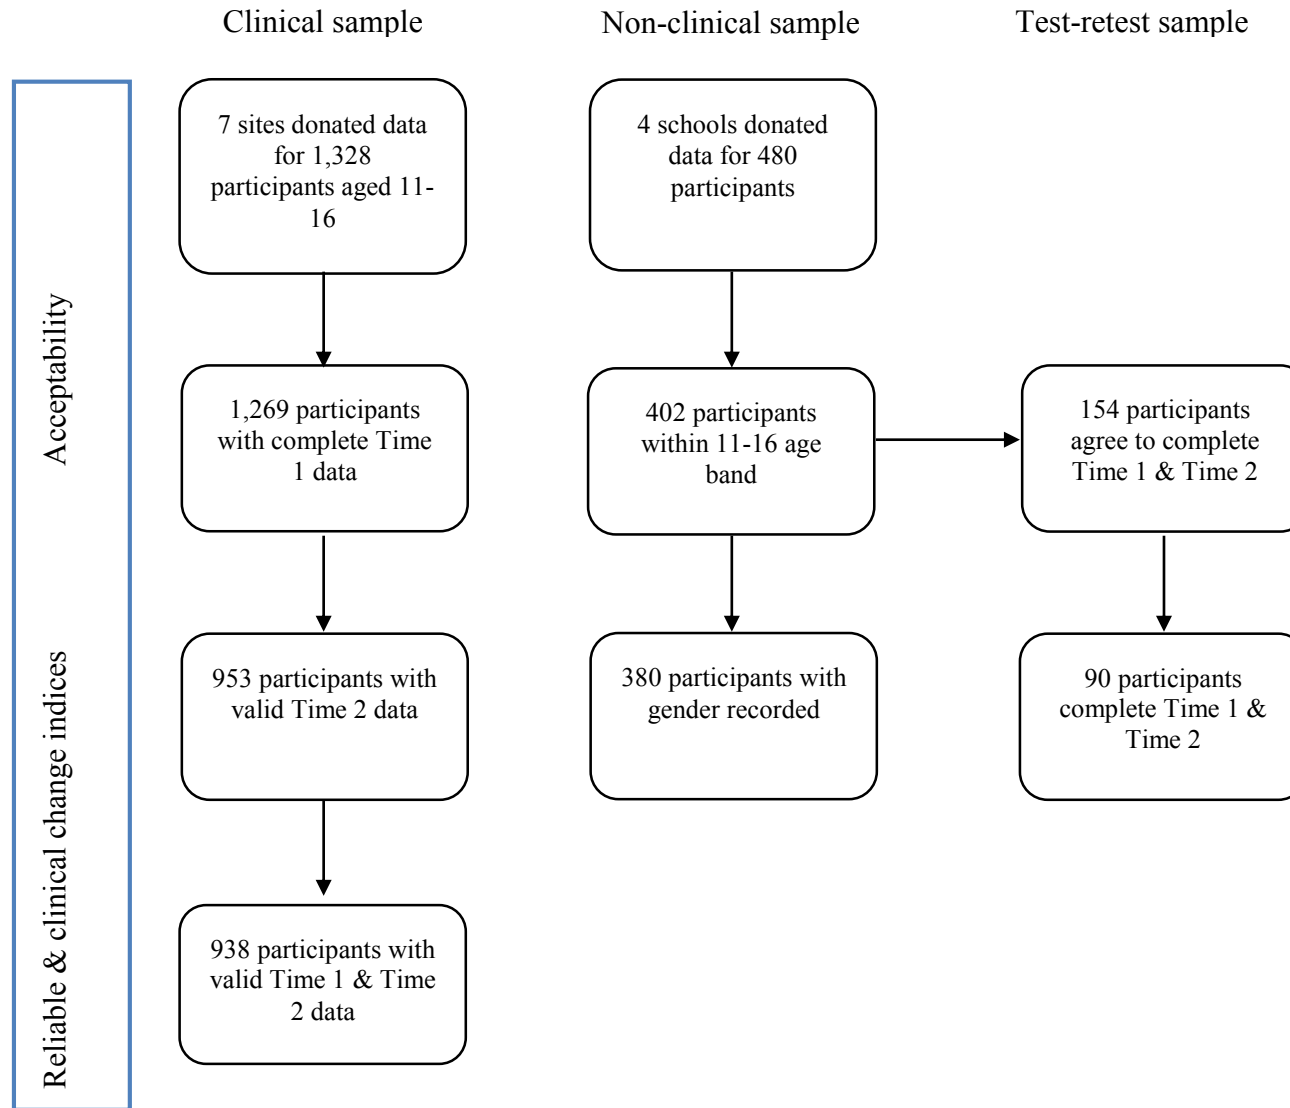 Clinical sample
Non-clinical sample
Test-retest sample
Acceptability
Reliable & clinical change indices
7 sites donated data
for 1,328
participants aged 11-
16
4 schools donated
data for 480
participants
1,269 participants
with complete Time
1 data
402 participants
within 11-16 age
band
154 participants
agree to complete
Time 1 & Time 2
953 participants with
valid Time 2 data
380 participants with
gender recorded
90 participants
complete Time 1 &
Time 2
938 participants with
valid Time 1 & Time
2 data